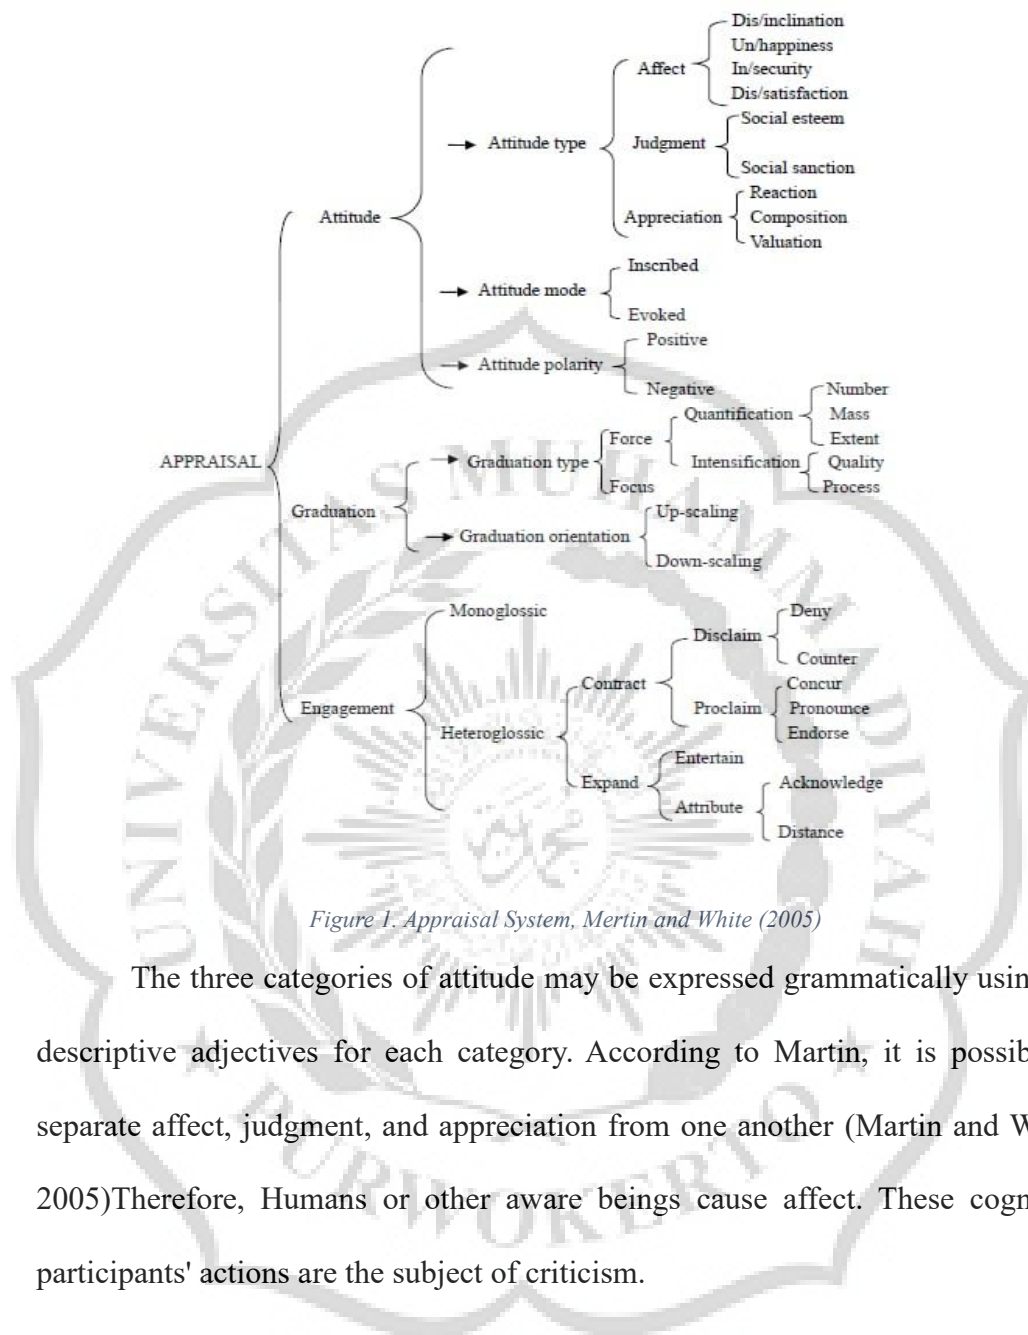 Dis/inclination
Un/happiness
Affect
In/security
Dis/satisfaction
Social esteem
Attitude type
Judgment
Social sanction
Reaction
Attitude
Appreciation
Composition
Valuation
Inscribed
Attitude mode
Evoked
Positive
Attitude polarity
Negative
Number
Quantification
Mass
Force
Extent
APPRAISAL
Graduation type
Intensification
Quality
Focus
Process
Graduation
Up-scaling
Graduation orientation
Down-scaling
Monoglossic
Deny
Disclaim
Counter
Contract
Concur
Engagement
Proclaim
Pronounce
Heteroglossic
Endorse
Entertain
Expand
Acknowledge
Attribute
Distance
UNIVERSITAS MUHAMMADIYAH
PURWOKERTO
Figure 1. Appraisal System, Mertin and White (2005)
The three categories of attitude may be expressed grammatically usin
descriptive adjectives for each category. According to Martin, it is possib
separate affect, judgment, and appreciation from one another (Martin and W
2005)Therefore, Humans or other aware beings cause affect. These cogn
participants' actions are the subject of criticism.